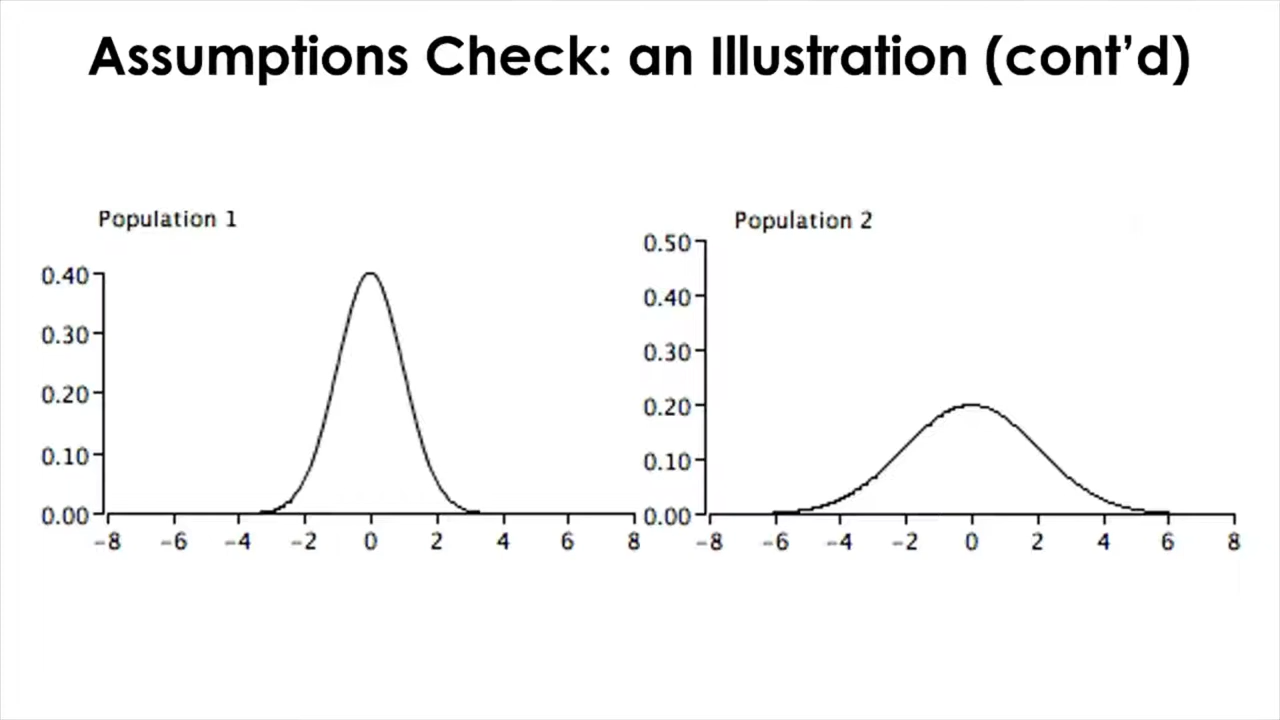 Assumptions Check: an Illustration (cont’d)
Population 1
0.40
0.30
0.20
0.10
0.00
-8 -6 -4 -2 0 2 4 6 8
Population 2
0.50
0.40
0.30
0.20
0.10
0.00
-8 -6 -4 -2 0 2 4 6 8